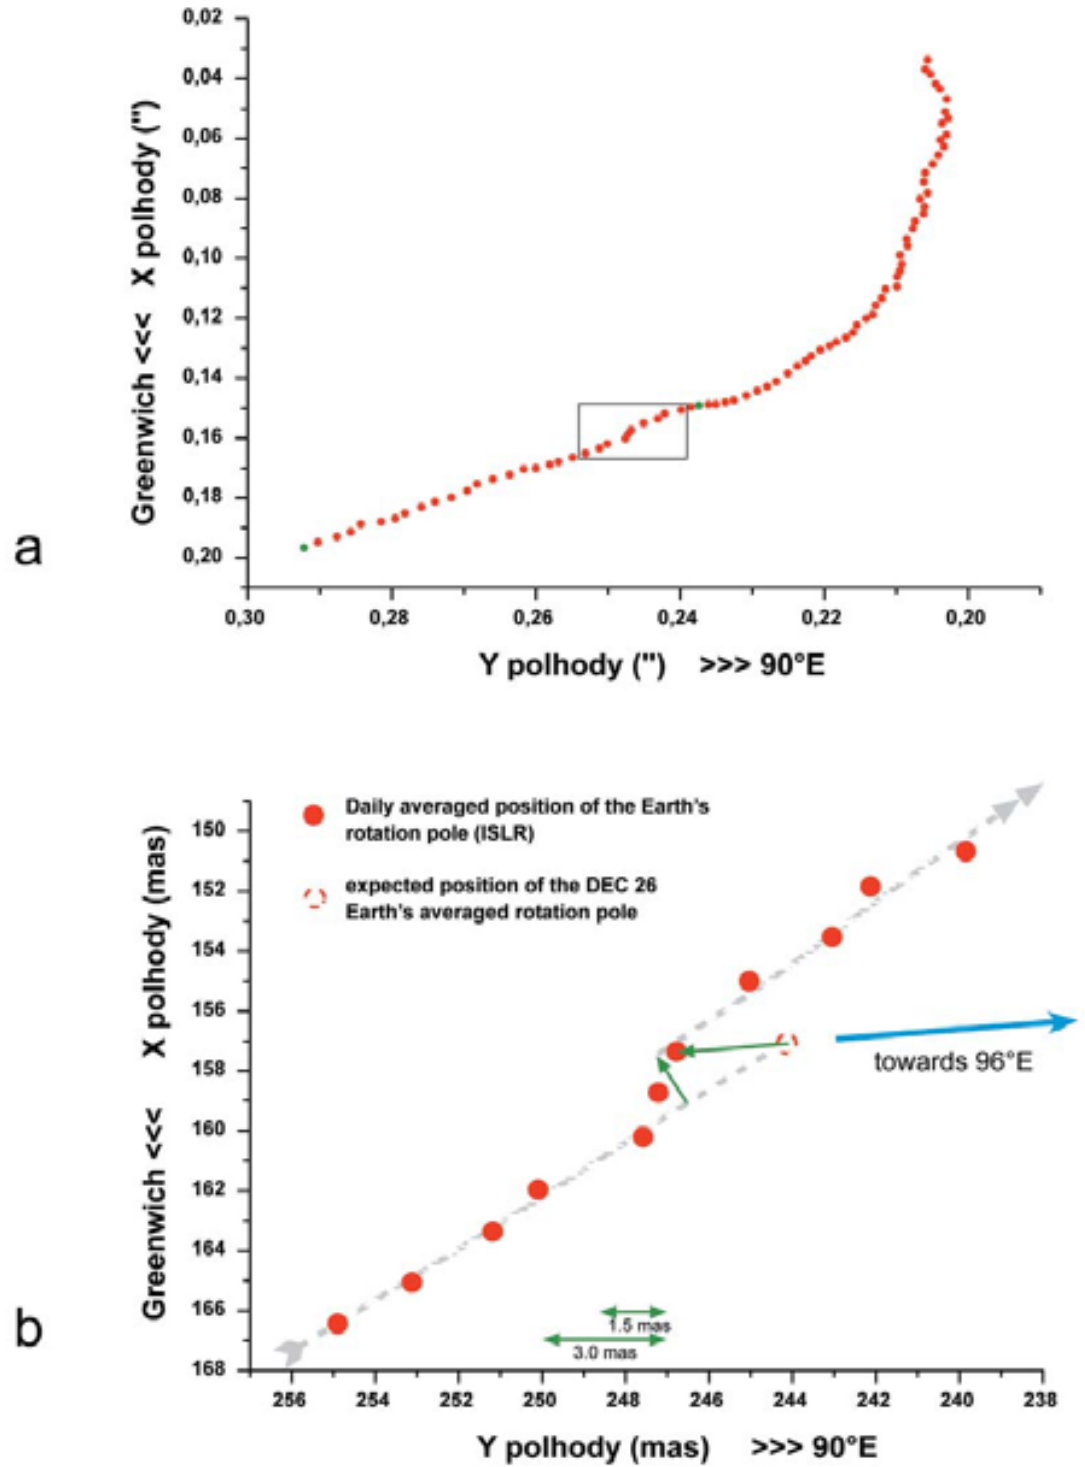 a
0,02
0,04
0,06
0,08
0,10
0,12
0,14
0,16
0,18
0,20
Greenwich <<< X polhody (")
0,30
0,28
0,26
0,24
0,22
0,20
Y polhody (") >>> 90°E
b
150
152
154
156
158
160
162
164
166
168
Greenwich <<< X polhody (mas)
Daily averaged position of the Earth's
rotation pole (ISLR)
expected position of the DEC 26
Earth's averaged rotation pole
towards 96°E
1.5 mas
3.0 mas
256
254
252
250
248
247
246
244
242
240
238
Y polhody (mas) >>> 90°E